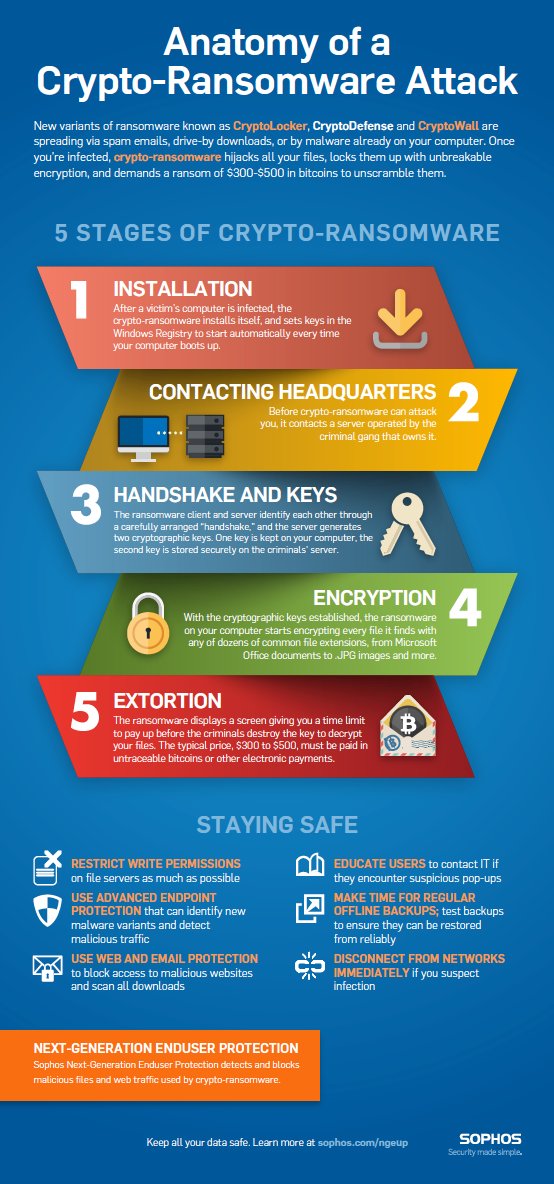 Anatomy of a
Crypto-Ransomware Attack
New variants of ransomware known as CryptoLocker, CryptoDefense and CryptoWall are
spreading via spam emails, drive-by downloads, or by malware already on your computer. Once
you're infected, crypto-ransomware hijacks all your files, locks them up with unbreakable
encryption, and demands a ransom of $300-$500 in bitcoins to unscramble them.
5 STAGES OF CRYPTO-RANSOMWARE
1
INSTALLATION
After a victim's computer is infected, the
crypto-ransomware installs itself, and sets keys in the
Windows Registry to start automatically every time
your computer boots up.
CONTACTING HEADQUARTERS
2
Before crypto-ransomware can attack
you, it contacts a server operated by the
criminal gang that owns it.
3
HANDSHAKE AND KEYS
The ransomware client and server identify each other through
a carefully arranged "handshake," and the server generates
two cryptographic keys. One key is kept on your computer, the
second key is stored securely on the criminals' server.
ENCRYPTION
4
With the cryptographic keys established, the ransomware
on your computer starts encrypting every file it finds with
any of dozens of common file extensions, from Microsoft
Office documents to .JPG images and more.
5
EXTORTION
The ransomware displays a screen giving you a time limit
to pay up before the criminals destroy the key to decrypt
your files. The typical price, $300 to $500, must be paid in
untraceable bitcoins or other electronic payments.
STAYING SAFE
RESTRICT WRITE PERMISSIONS
on file servers as much as possible
USE ADVANCED ENDPOINT
PROTECTION that can identify new
malware variants and detect
malicious traffic
USE WEB AND EMAIL PROTECTION
to block access to malicious websites
and scan all downloads
EDUCATE USERS to contact IT if
they encounter suspicious pop-ups
MAKE TIME FOR REGULAR
OFFLINE BACKUPS; test backups
to ensure they can be restored
from reliably
DISCONNECT FROM NETWORKS
IMMEDIATELY if you suspect
infection
NEXT-GENERATION ENDUSER PROTECTION
Sophos Next-Generation Enduser Protection detects and blocks
malicious files and web traffic used by crypto-ransomware.
Keep all your data safe. Learn more at sophos.com/ngeup
SOPHOS
Security made simple.